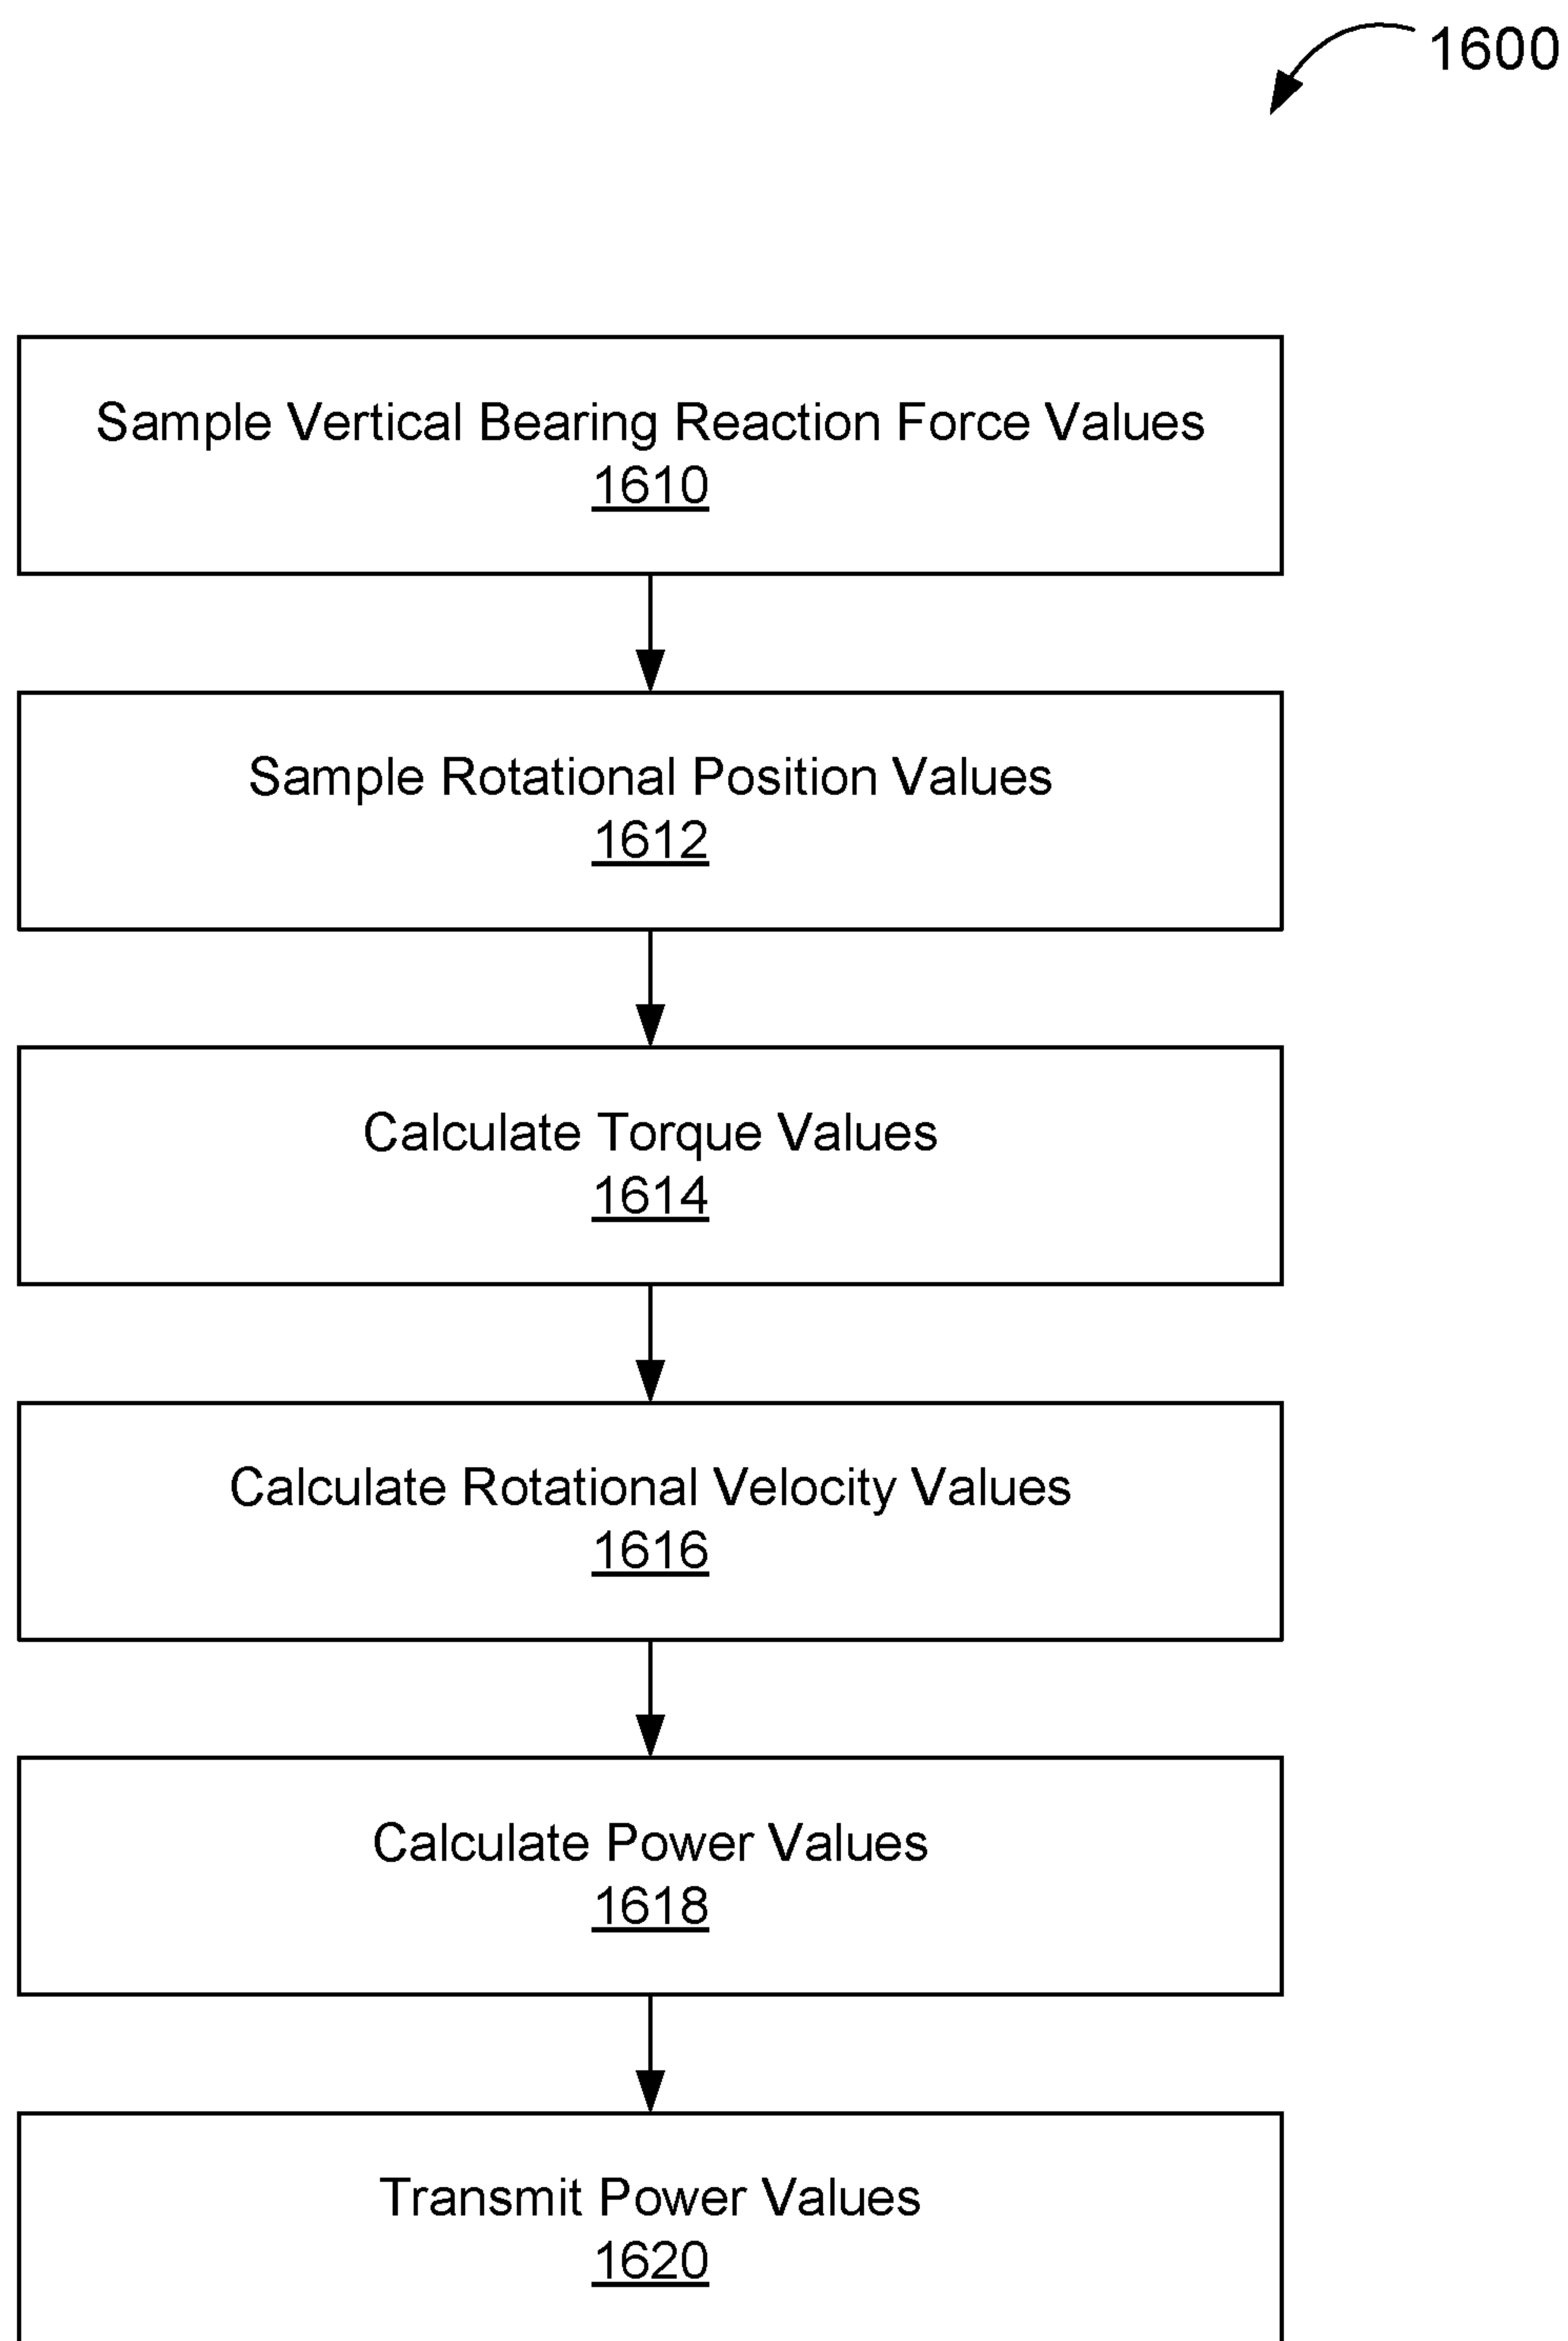 1600
Sample Vertical Bearing Reaction Force Values
1610
Sample Rotational Position Values
1612
Calculate Torque Values
1614
Calculate Rotational Velocity Values
1616
Calculate Power Values
1618
Transmit Power Values
1620